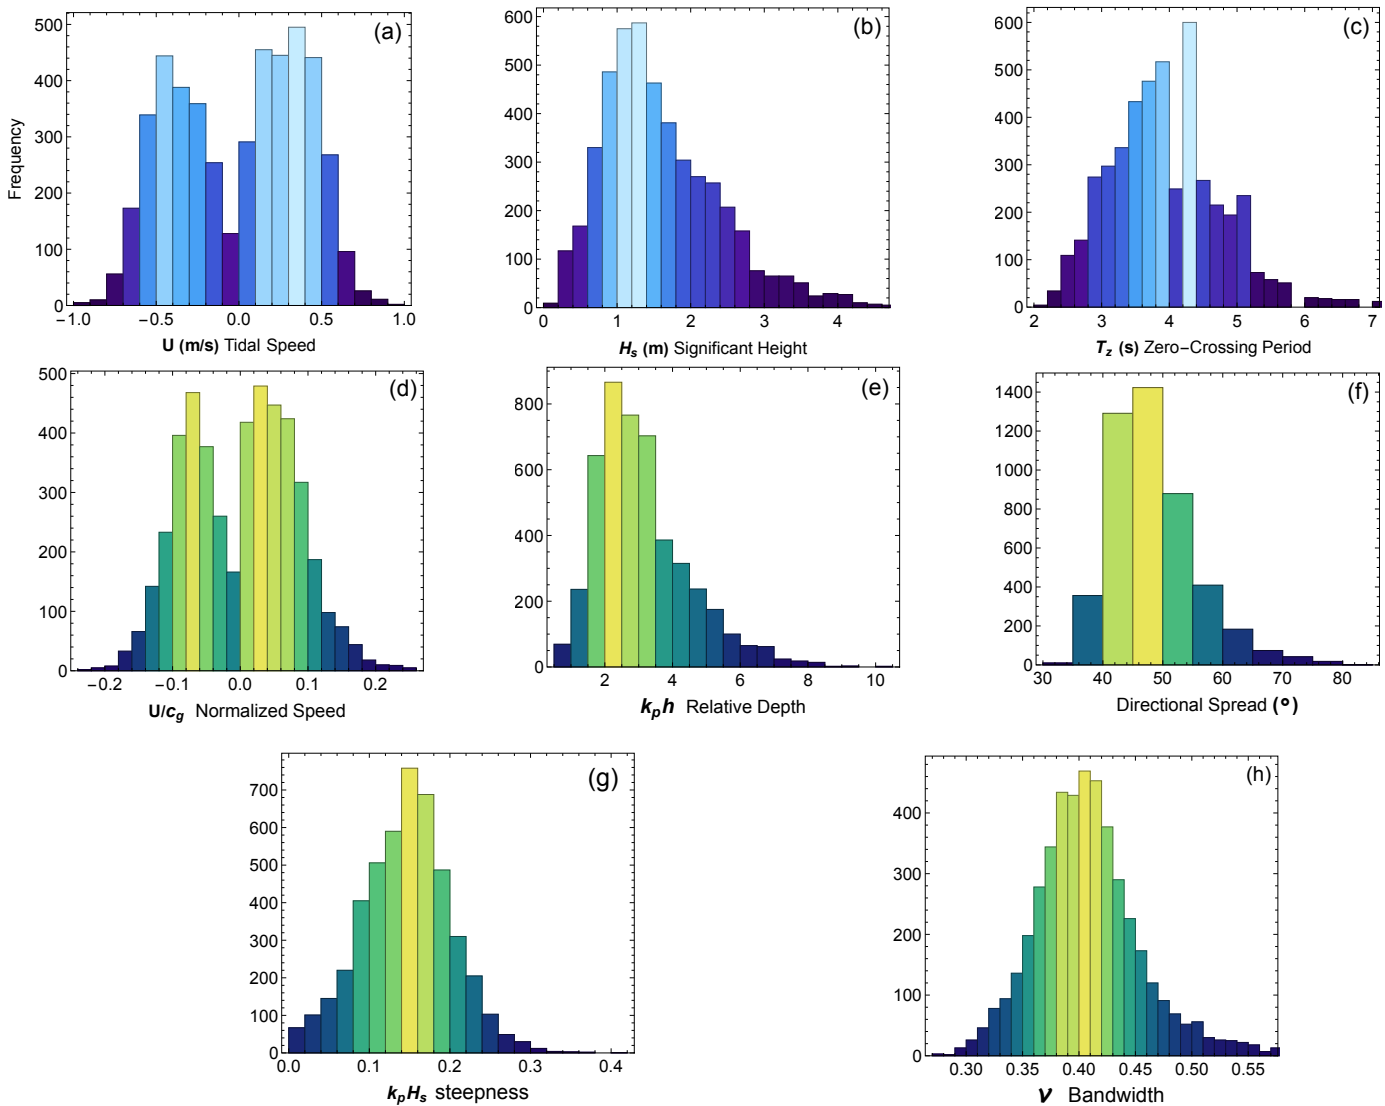 (a)
500
400
300
200
100
0
Frequency
−1.0 −0.5 0.0 0.5 1.0
U (m/s) Tidal Speed
(b)
600
500
400
300
200
100
0
0 1 2 3 4
Hs (m) Significant Height
(c)
600
500
400
300
200
100
0
2 3 4 5 6 7
Tz (s) Zero−Crossing Period
(d)
500
400
300
200
100
0
−0.2 −0.1 0.0 0.1 0.2
U/cg Normalized Speed
(e)
800
600
400
200
0
2 4 6 8 10
kph Relative Depth
(f)
1400
1200
1000
800
600
400
200
0
30 40 50 60 70 80
Directional Spread (°)
(g)
700
600
500
400
300
200
100
0
0.0 0.1 0.2 0.3 0.4
kpHs steepness
(h)
400
300
200
100
0
0.30 0.35 0.40 0.45 0.50 0.55
ν Bandwidth